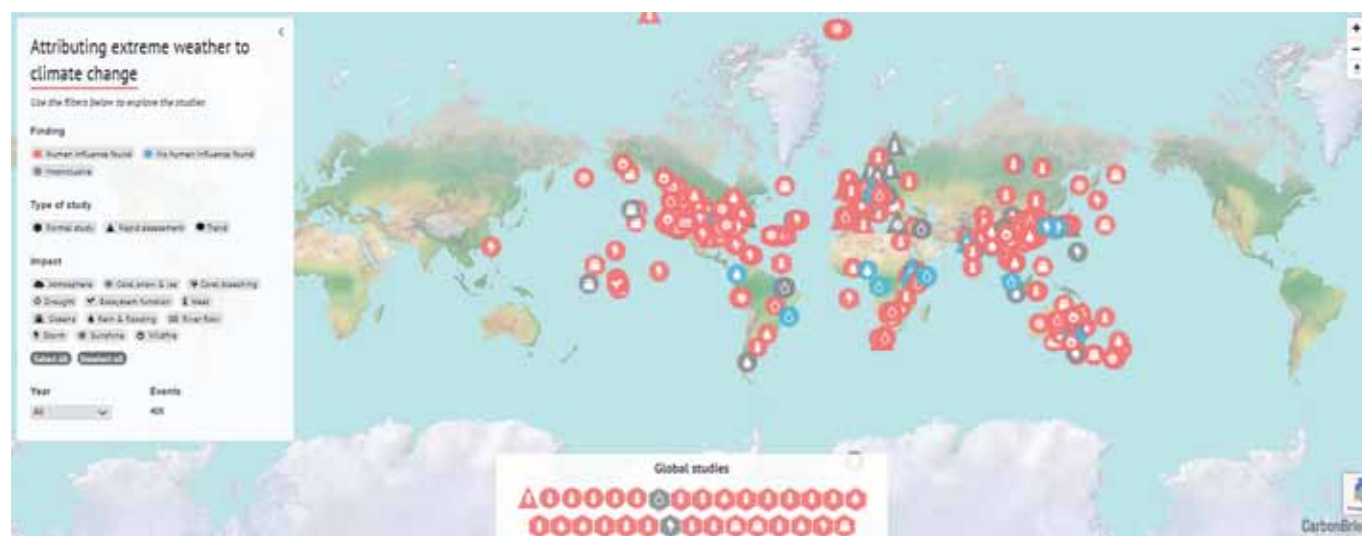 Attributing extreme weather to
climate change
Use the filters below to explore the studies
Finding
Human influence found No human influence found
Inconclusive
Type of study
Formal study Rapid assessment Trend
Impact
Atmosphere Cold, snow & ice Coral bleaching
Drought Ecosystem function Heat
Oceans Rain & flooding River flow
Storm Sunshine Wildfire
Select all Deselect all
Year Events
All
Global studies
CarbonBrie